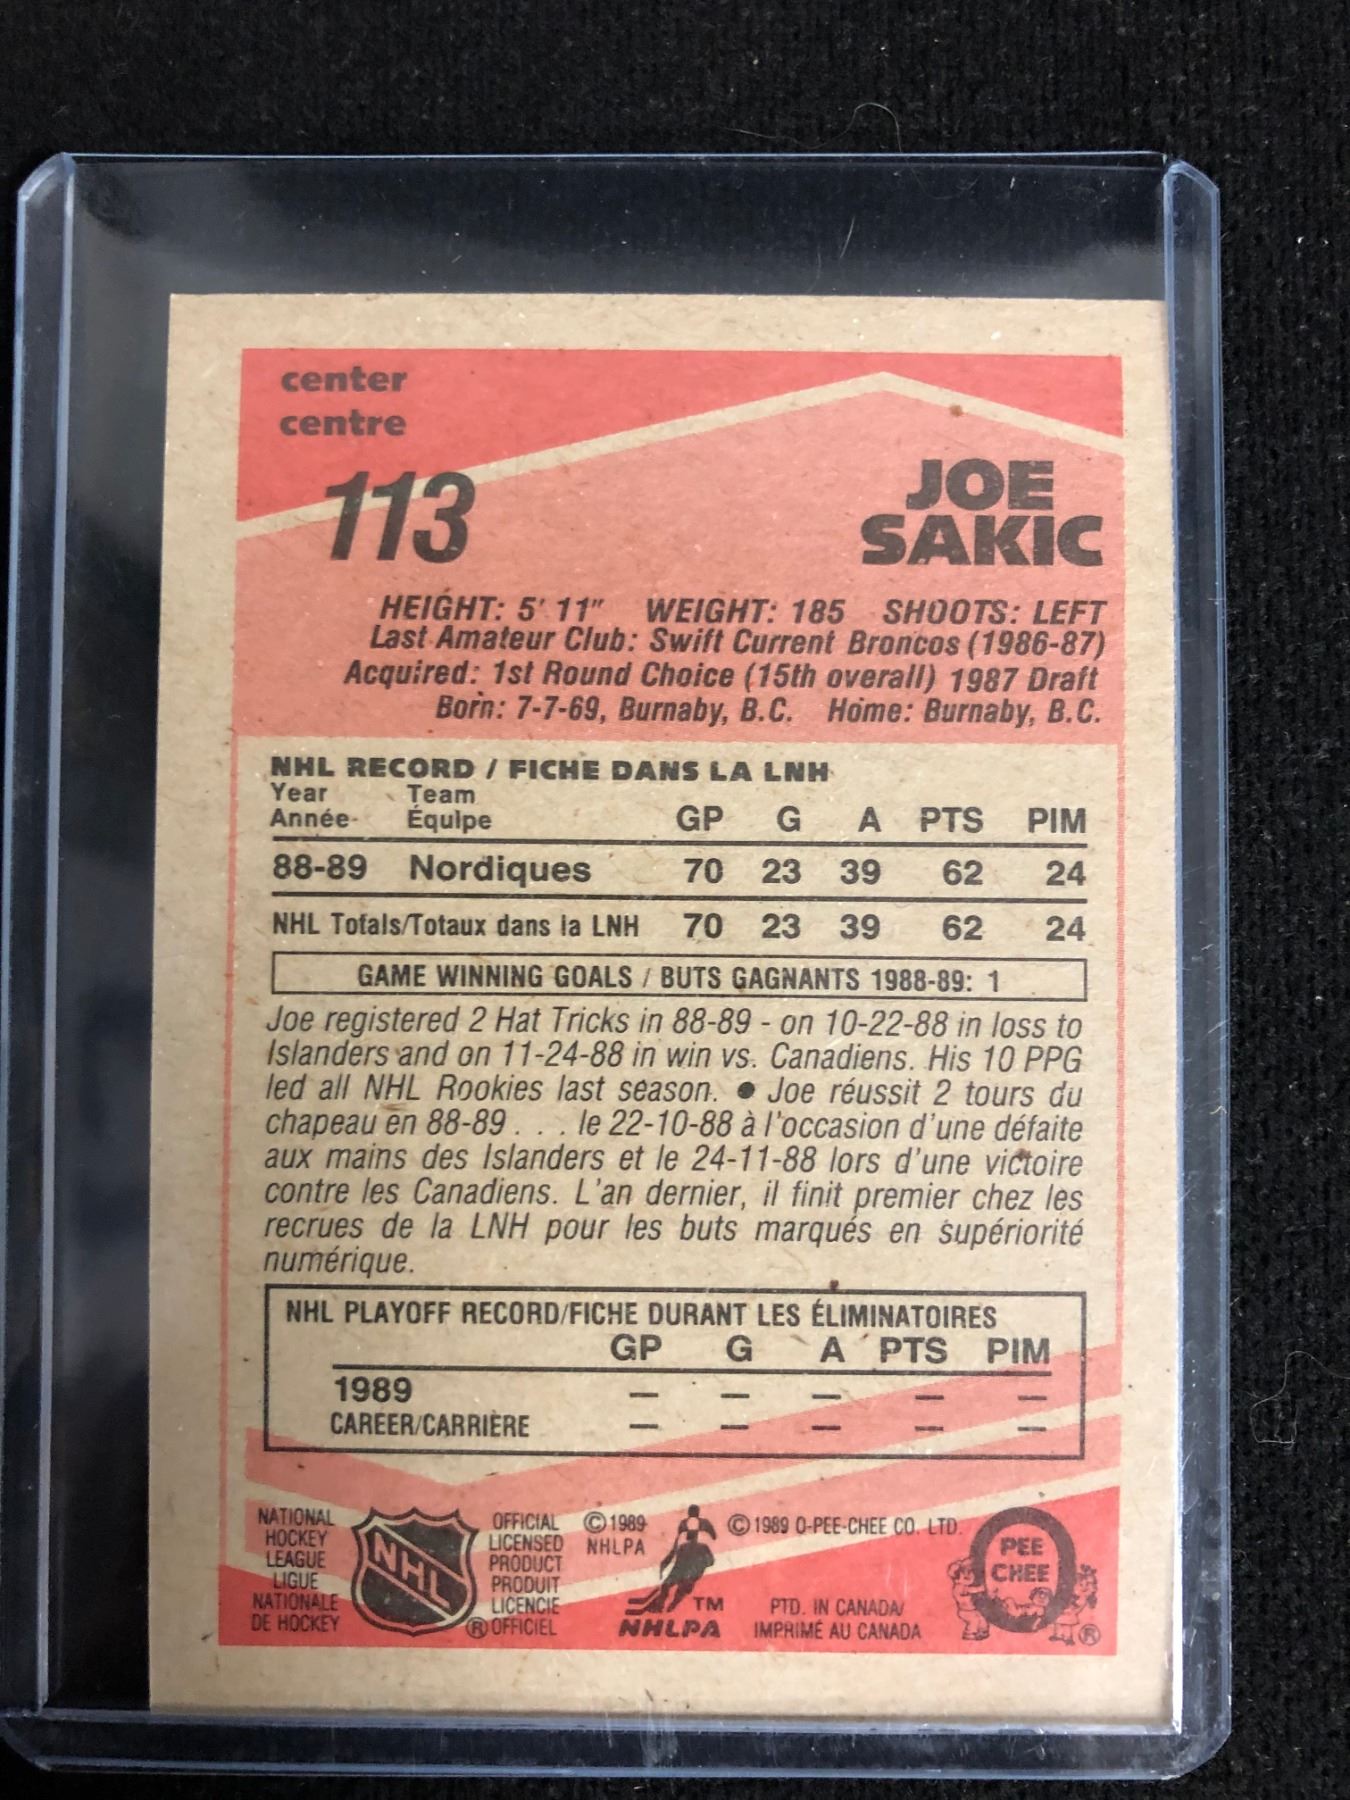 center
centre
113
JOE
SAKIC
HEIGHT: 5' 11" WEIGHT: 185 SHOOTS: LEFT
Last Amateur Club: Swift Current Broncos (1986-87)
Acquired: 1st Round Choice (15th overall) 1987 Draft
Born: 7-7-69, Burnaby, B.C. Home: Burnaby, B.C.
NHL RECORD / FICHE DANS LA LNH
Year Team
Année Équipe GP G A PTS PIM
88-89 Nordiques 70 23 39 62 24
NHL Totals/Totaux dans la LNH 70 23 39 62 24
GAME WINNING GOALS / BUTS GAGNANTS 1988-89: 1
Joe registered 2 Hat Tricks in 88-89 - on 10-22-88 in loss to
Islanders and on 11-24-88 in win vs. Canadiens. His 10 PPG
led all NHL Rookies last season. ● Joe réussit 2 tours du
chapeau en 88-89 . . . le 22-10-88 à l'occasion d'une défaite
aux mains des Islanders et le 24-11-88 lors d'une victoire
contre les Canadiens. L'an dernier, il finit premier chez les
recrues de la LNH pour les buts marqués en supériorité
numérique.
NHL PLAYOFF RECORD/FICHE DURANT LES ÉLIMINATOIRES
GP G A PTS PIM
1989 — — — — —
CAREER/CARRIÈRE — — — — —
NATIONAL
HOCKEY
LEAGUE
LIGUE
NATIONALE
DE HOCKEY
NHL
OFFICIAL
LICENSED
PRODUCT
PRODUIT
LICENCIE
® OFFICIEL
© 1989
NHLPA
TM
NHLPA
© 1989 O-PEE-CHEE CO. LTD.
PTD. IN CANADA/
IMPRIMÉ AU CANADA
O
PEE
CHEE
®